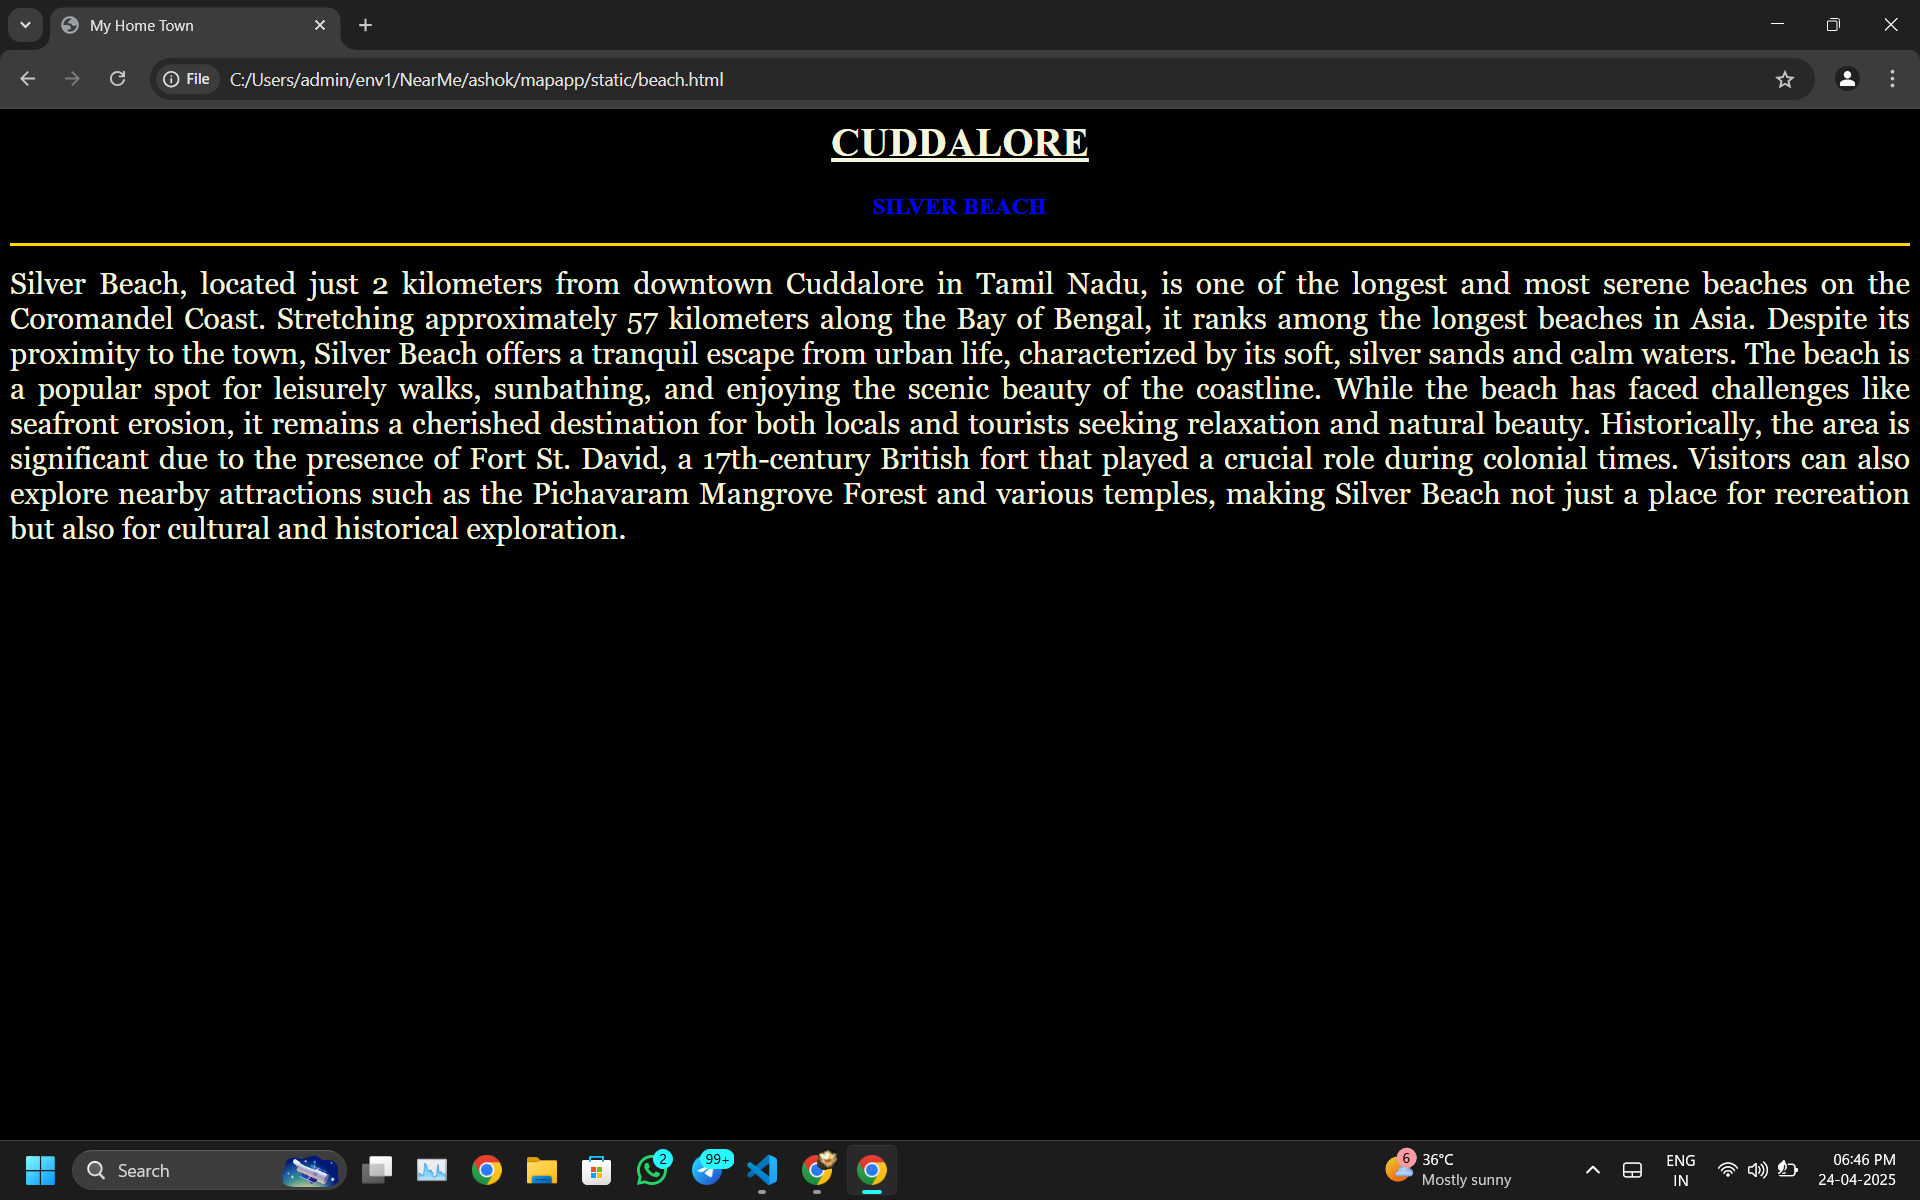 My Home Town
File C:/Users/admin/env1/NearMe/ashok/mapapp/static/beach.html
CUDDALORE
SILVER BEACH
Silver Beach, located just 2 kilometers from downtown Cuddalore in Tamil Nadu, is one of the longest and most serene beaches on the
Coromandel Coast. Stretching approximately 57 kilometers along the Bay of Bengal, it ranks among the longest beaches in Asia. Despite its
proximity to the town, Silver Beach offers a tranquil escape from urban life, characterized by its soft, silver sands and calm waters. The beach is
a popular spot for leisurely walks, sunbathing, and enjoying the scenic beauty of the coastline. While the beach has faced challenges like
seafront erosion, it remains a cherished destination for both locals and tourists seeking relaxation and natural beauty. Historically, the area is
significant due to the presence of Fort St. David, a 17th-century British fort that played a crucial role during colonial times. Visitors can also
explore nearby attractions such as the Pichavaram Mangrove Forest and various temples, making Silver Beach not just a place for recreation
but also for cultural and historical exploration.
Search
2
99+
6
36°C
Mostly sunny
ENG
IN
06:46 PM
24-04-2025